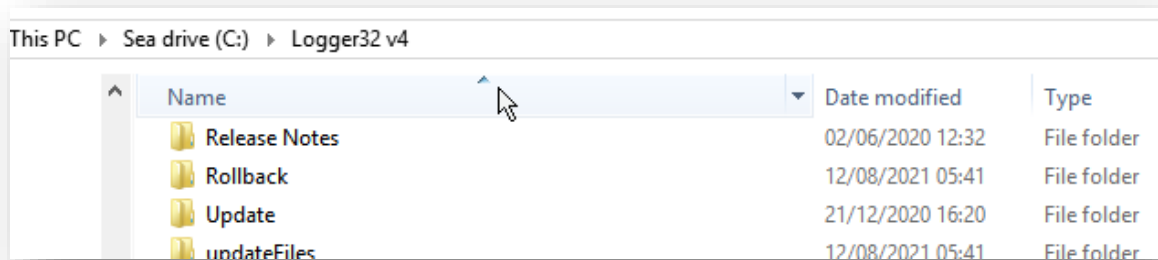 This PC Sea drive (C:) Logger32 v4
Name Date modified Type
Release Notes 02/06/2020 12:32 File folder
Rollback 12/08/2021 05:41 File folder
Update 21/12/2020 16:20 File folder
updateFiles 12/08/2021 05:41 File folder